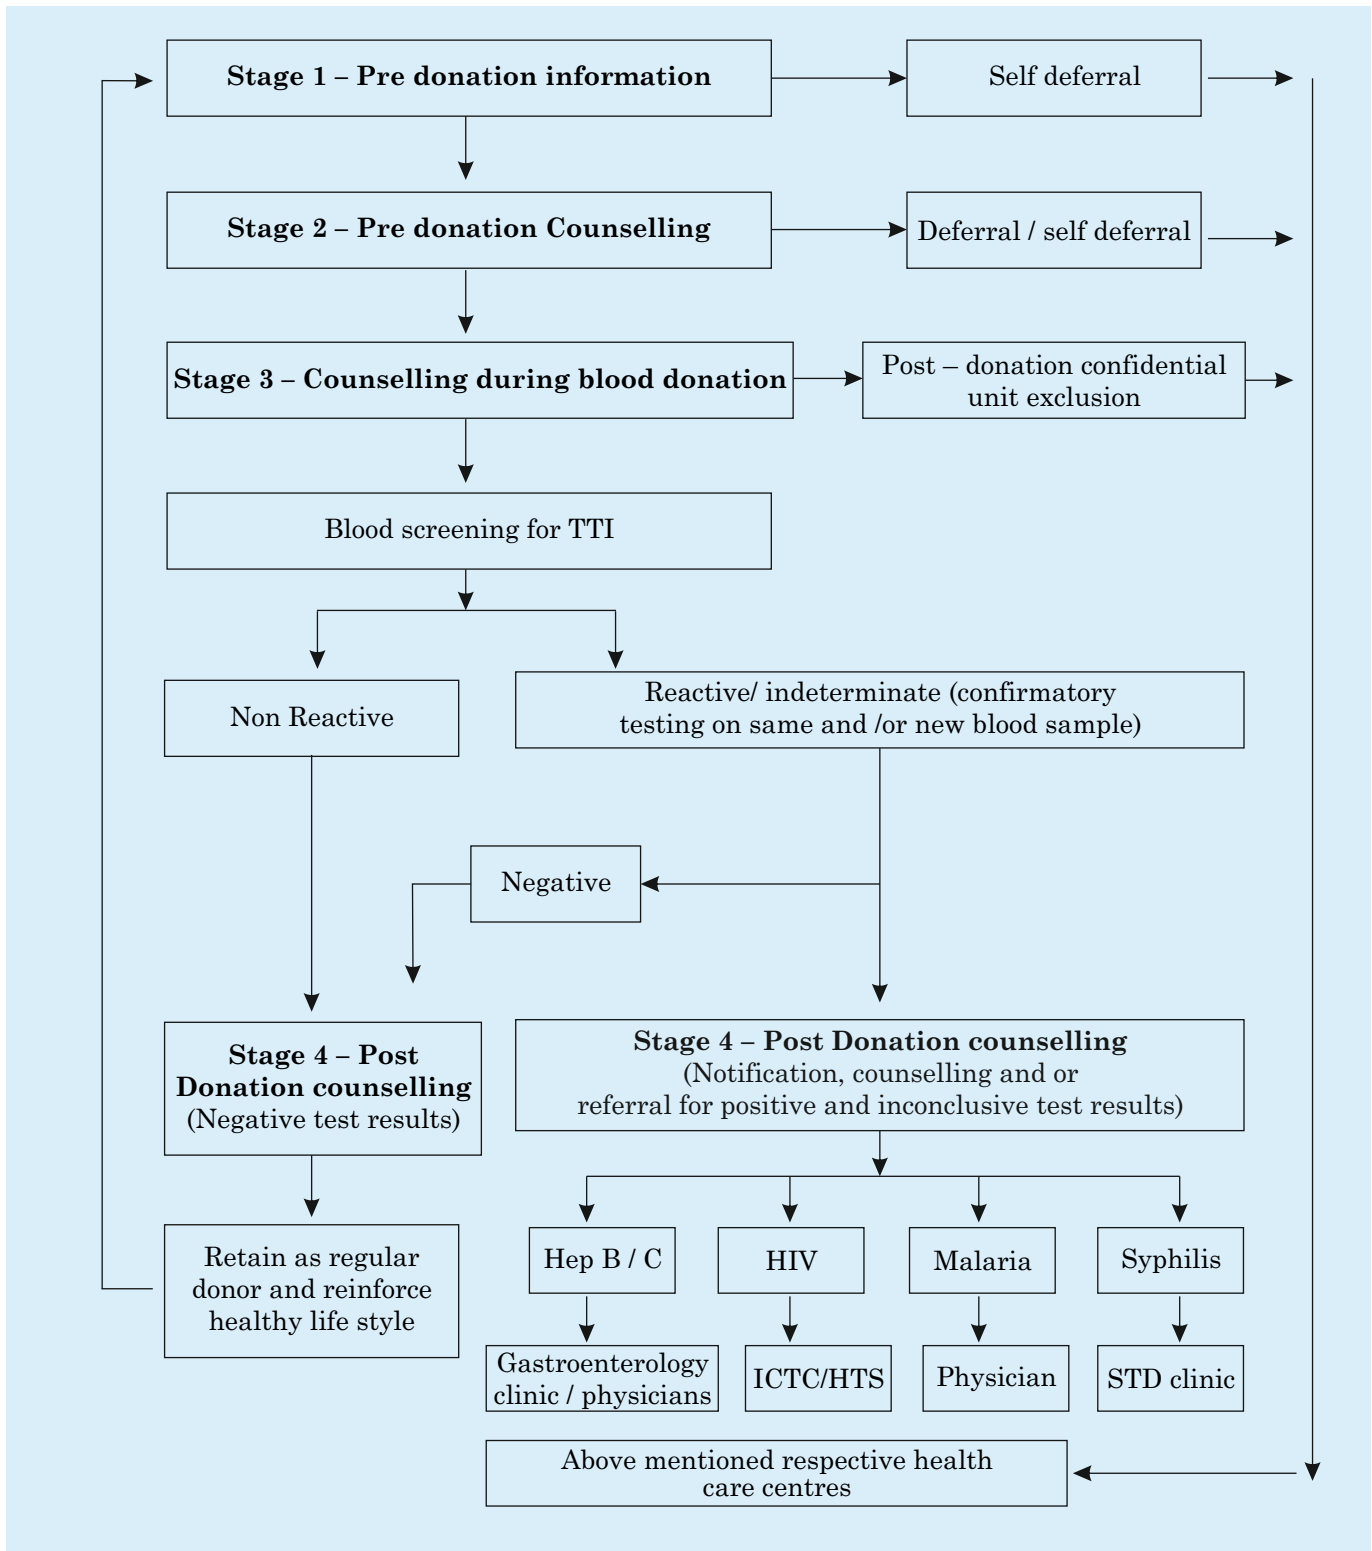 Stage 1 – Pre donation information
Self deferral
Stage 2 – Pre donation Counselling
Deferral / self deferral
Stage 3 – Counselling during blood donation
Post – donation confidential
unit exclusion
Blood screening for TTI
Non Reactive
Reactive/ indeterminate (confirmatory
testing on same and /or new blood sample)
Negative
Stage 4 – Post
Donation counselling
(Negative test results)
Stage 4 – Post Donation counselling
(Notification, counselling and or
referral for positive and inconclusive test results)
Retain as regular
donor and reinforce
healthy life style
Hep B / C
HIV
Malaria
Syphilis
Gastroenterology
clinic / physicians
ICTC/HTS
Physician
STD clinic
Above mentioned respective health
care centres